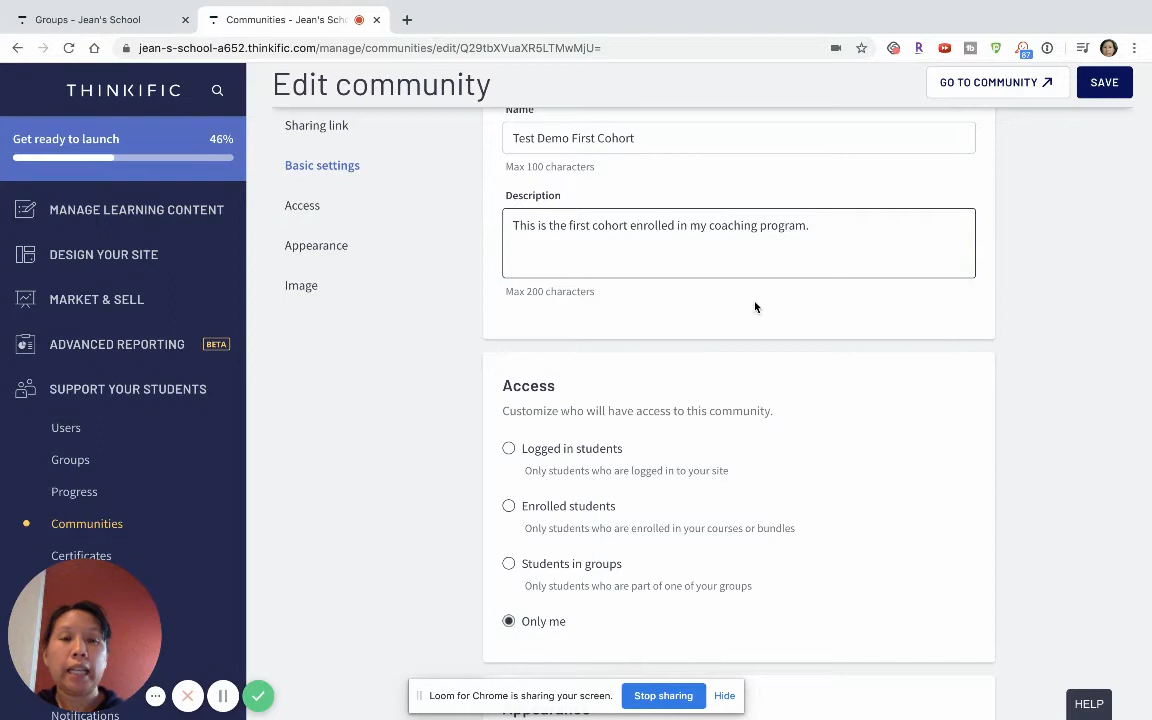 Groups - Jean's School
Communities - Jean's Sch
jean-s-school-a652.thinkific.com/manage/communities/edit/Q29tbXVuaXR5LTMwMjU=
87
THINKIFIC
Get ready to launch 46%
MANAGE LEARNING CONTENT
DESIGN YOUR SITE
MARKET & SELL
ADVANCED REPORTING BETA
SUPPORT YOUR STUDENTS
Users
Groups
Progress
Communities
Certificates
Notifications
Edit community
GO TO COMMUNITY
SAVE
Sharing link
Basic settings
Access
Appearance
Image
Name
Test Demo First Cohort
Max 100 characters
Description
This is the first cohort enrolled in my coaching program.
Max 200 characters
Access
Customize who will have access to this community.
Logged in students
Only students who are logged in to your site
Enrolled students
Only students who are enrolled in your courses or bundles
Students in groups
Only students who are part of one of your groups
Only me
Appearance
Loom for Chrome is sharing your screen. Stop sharing Hide
HELP